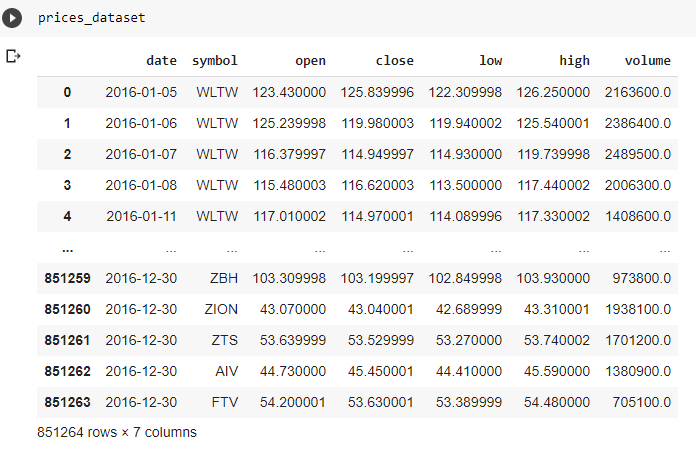 prices_dataset
date symbol open close low high volume
0 2016-01-05 WLTW 123.430000 125.839996 122.309998 126.250000 2163600.0
1 2016-01-06 WLTW 125.239998 119.980003 119.940002 125.540001 2386400.0
2 2016-01-07 WLTW 116.379997 114.949997 114.930000 119.739998 2489500.0
3 2016-01-08 WLTW 115.480003 116.620003 113.500000 117.440002 2006300.0
4 2016-01-11 WLTW 117.010002 114.970001 114.089996 117.330002 1408600.0
... ... ... ... ... ... ... ...
851259 2016-12-30 ZBH 103.309998 103.199997 102.849998 103.930000 973800.0
851260 2016-12-30 ZION 43.070000 43.040001 42.689999 43.310001 1938100.0
851261 2016-12-30 ZTS 53.639999 53.529999 53.270000 53.740002 1701200.0
851262 2016-12-30 AIV 44.730000 45.450001 44.410000 45.590000 1380900.0
851263 2016-12-30 FTV 54.200001 53.630001 53.389999 54.480000 705100.0
851264 rows × 7 columns